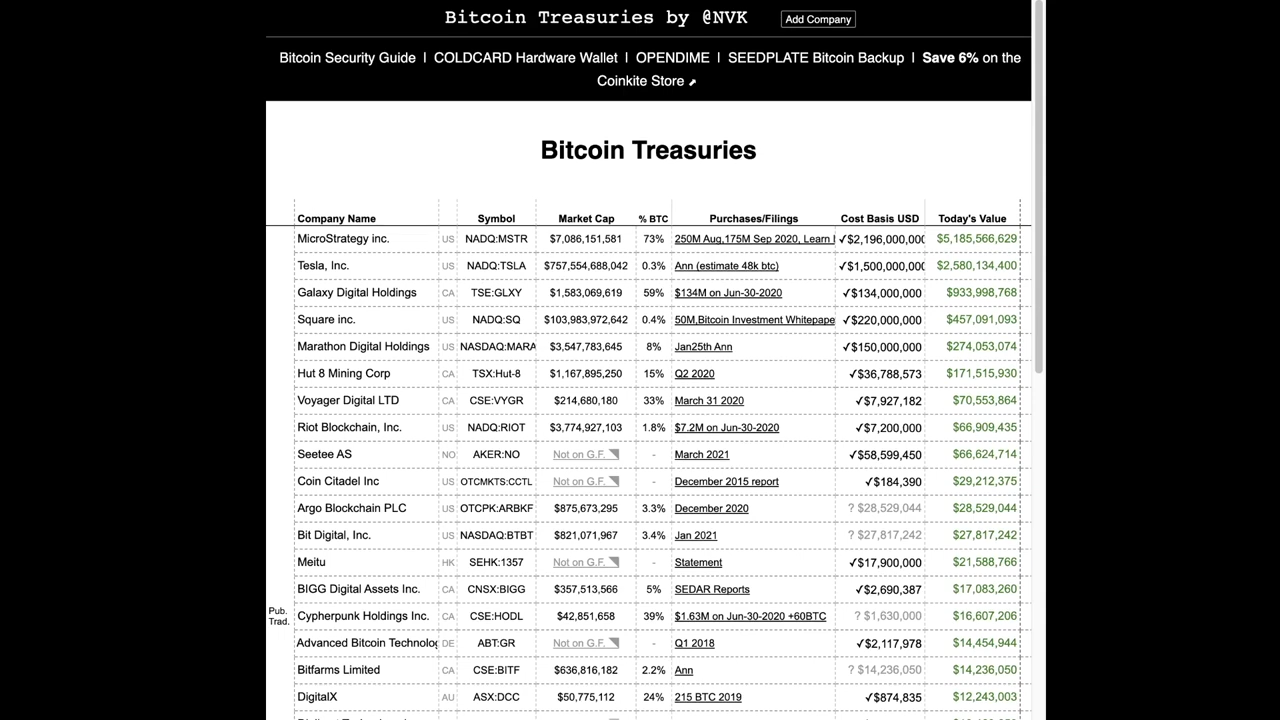 Bitcoin Treasuries by @NVK Add Company
Bitcoin Security Guide | COLDCARD Hardware Wallet | OPENDIME | SEEDPLATE Bitcoin Backup | Save 6% on the
Coinkite Store ⬈
Bitcoin Treasuries
Company Name Symbol Market Cap % BTC Purchases/Filings Cost Basis USD Today's Value
MicroStrategy inc. US NADQ:MSTR $7,086,151,581 73% 250M Aug,175M Sep 2020, Learn ✓$2,196,000,000 $5,185,566,629
Tesla, Inc. US NADQ:TSLA $757,554,688,042 0.3% Ann (estimate 48k btc) ✓$1,500,000,000 $2,580,134,400
Galaxy Digital Holdings CA TSE:GLXY $1,583,069,619 59% $134M on Jun-30-2020 ✓$134,000,000 $933,998,768
Square inc. US NADQ:SQ $103,983,972,642 0.4% 50M,Bitcoin Investment Whitepape ✓$220,000,000 $457,091,093
Marathon Digital Holdings US NASDAQ:MARA $3,547,783,645 8% Jan25th Ann ✓$150,000,000 $274,053,074
Hut 8 Mining Corp CA TSX:Hut-8 $1,167,895,250 15% Q2 2020 ✓$36,788,573 $171,515,930
Voyager Digital LTD CA CSE:VYGR $214,680,180 33% March 31 2020 ✓$7,927,182 $70,553,864
Riot Blockchain, Inc. US NADQ:RIOT $3,774,927,103 1.8% $7.2M on Jun-30-2020 ✓$7,200,000 $66,909,435
Seetee AS NO AKER:NO Not on G.F. - March 2021 ✓$58,599,450 $66,624,714
Coin Citadel Inc US OTCMKTS:CCTL Not on G.F. - December 2015 report ✓$184,390 $29,212,375
Argo Blockchain PLC US OTCPK:ARBKF $875,673,295 3.3% December 2020 ? $28,529,044 $28,529,044
Bit Digital, Inc. US NASDAQ:BTBT $821,071,967 3.4% Jan 2021 ? $27,817,242 $27,817,242
Meitu HK SEHK:1357 Not on G.F. - Statement ✓$17,900,000 $21,588,766
BIGG Digital Assets Inc. CA CNSX:BIGG $357,513,566 5% SEDAR Reports ✓$2,690,387 $17,083,260
Pub. Trad. Cypherpunk Holdings Inc. CA CSE:HODL $42,851,658 39% $1.63M on Jun-30-2020 +60BTC ? $1,630,000 $16,607,206
Advanced Bitcoin Technolog DE ABT:GR Not on G.F. - Q1 2018 ✓$2,117,978 $14,454,944
Bitfarms Limited CA CSE:BITF $636,816,182 2.2% Ann ? $14,236,050 $14,236,050
DigitalX AU ASX:DCC $50,775,112 24% 215 BTC 2019 ✓$874,835 $12,243,003